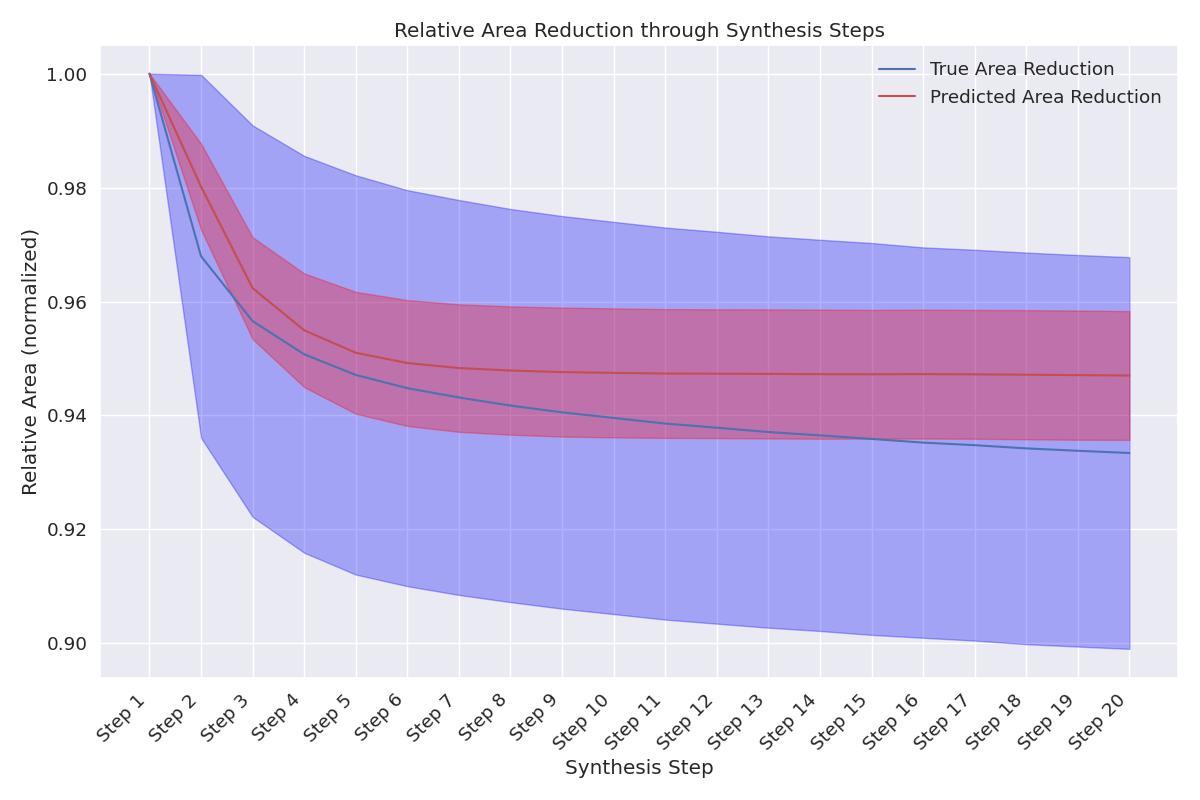 Relative Area Reduction through Synthesis Steps
True Area Reduction
Predicted Area Reduction
Relative Area (normalized)
1.00
0.98
0.96
0.94
0.92
0.90
Step 1
Step 2
Step 3
Step 4
Step 5
Step 6
Step 7
Step 8
Step 9
Step 10
Step 11
Step 12
Step 13
Step 14
Step 15
Step 16
Step 17
Step 18
Step 19
Step 20
Synthesis Step